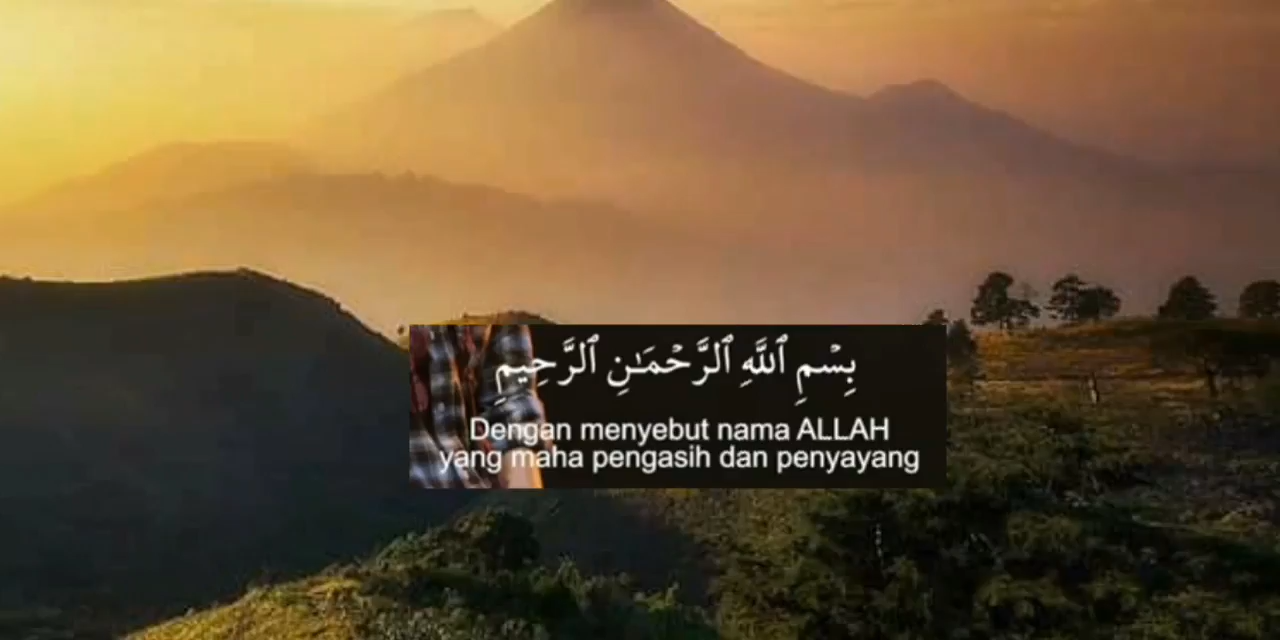 بِسْمِ ٱللَّهِ ٱلرَّحْمَـٰنِ ٱلرَّحِيمِ
Dengan menyebut nama ALLAH
yang maha pengasih dan penyayang